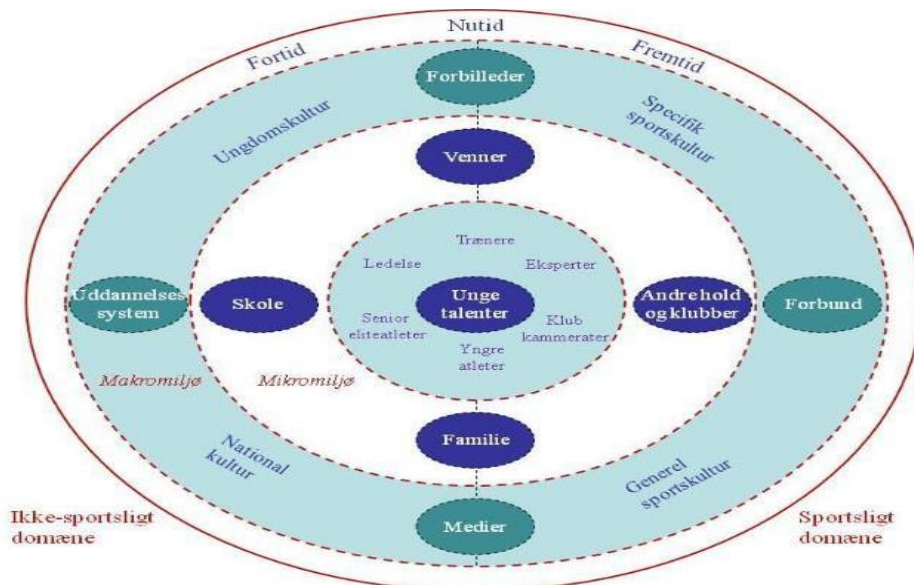 Nutid
Fortid
Fremtid
Forbilleder
Ungdomskultur
Specifik
sportskultur
Venner
Trænere
Ledelse
Eksperter
Uddannelses
system
Skole
Unge
talenter
Andre hold
og klubber
Forbund
Senior
eliteatleter
Klub
kammerater
Yngre
atleter
Makromiljø
Mikromiljø
Familie
National
kultur
Generel
sportskultur
Medier
Ikke-sportsligt
domæne
Sportsligt
domæne